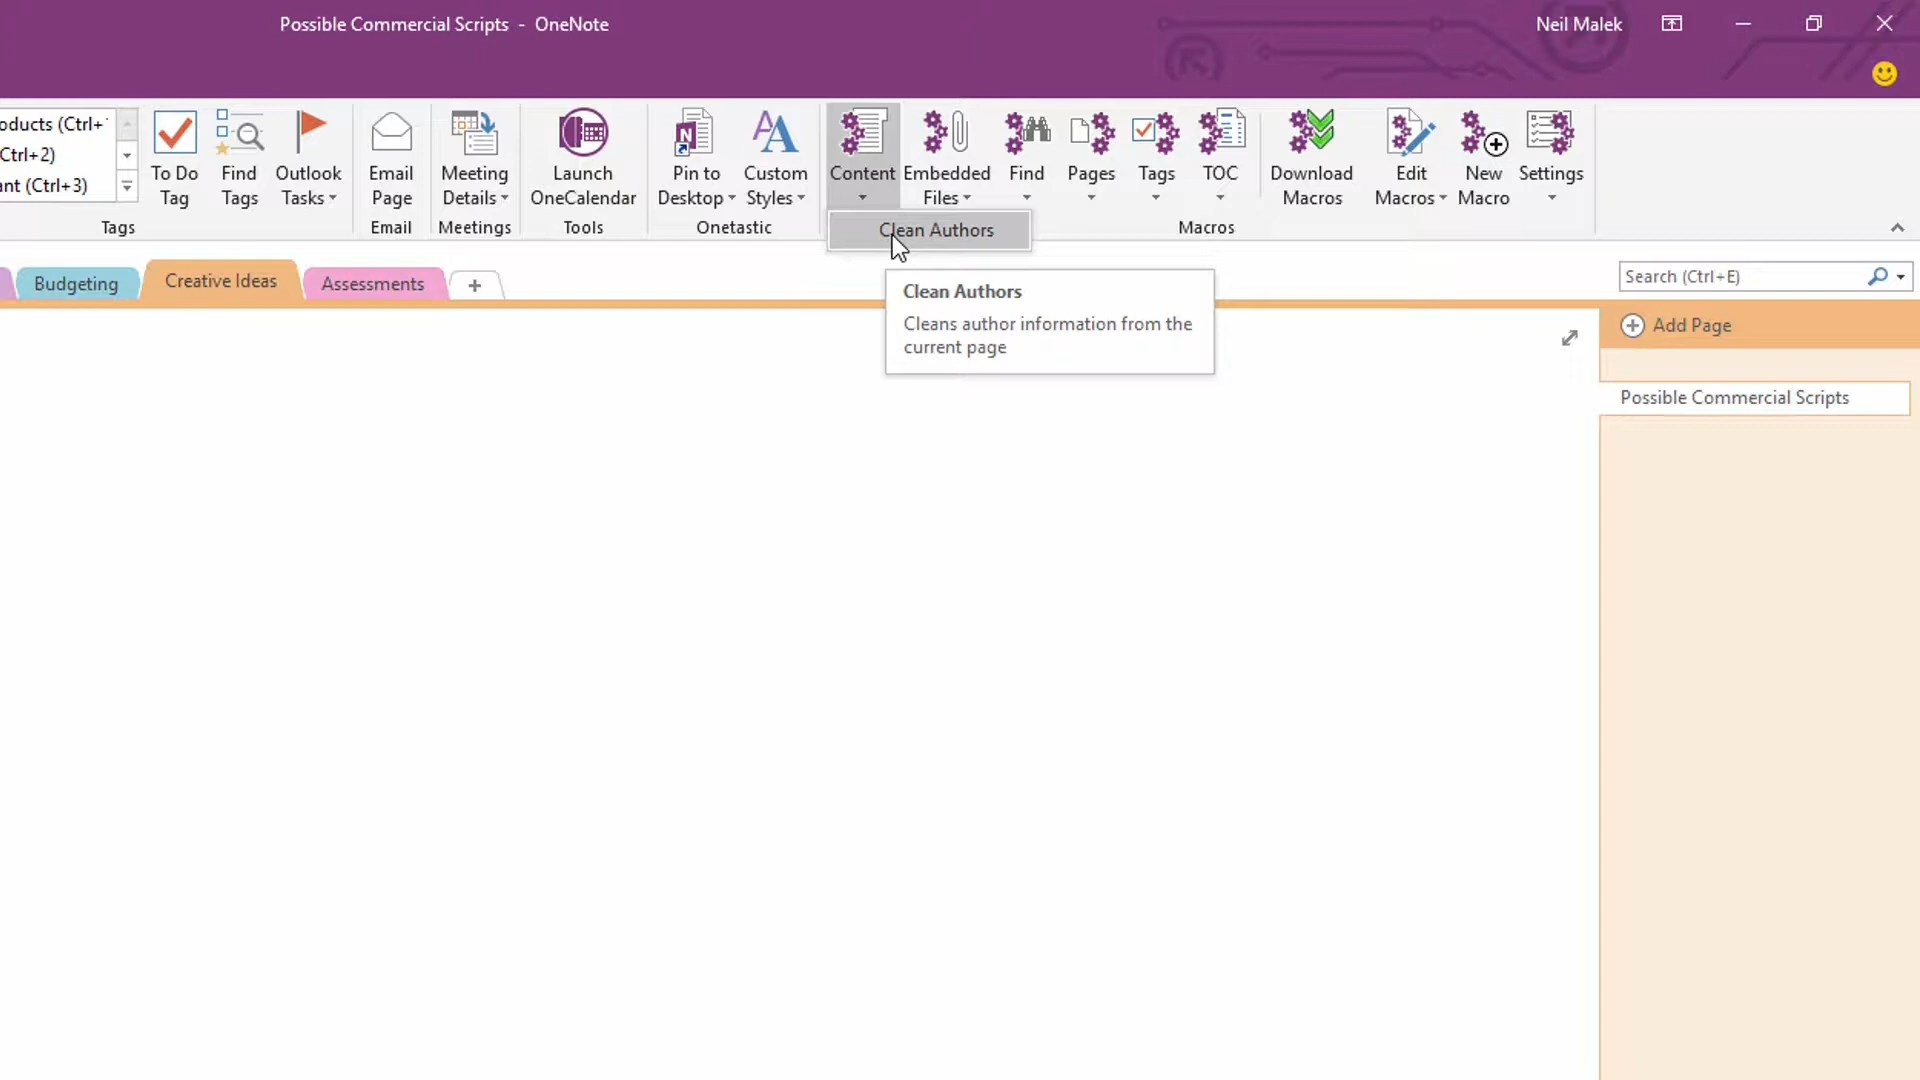 Possible Commercial Scripts - OneNote
Neil Malek
oducts (Ctrl+
Ctrl+2)
ant (Ctrl+3)
To Do
Tag
Find
Tags
Outlook
Tasks
Email
Page
Meeting
Details
Launch
OneCalendar
Pin to
Desktop
Custom
Styles
Content
Embedded
Files
Find
Pages
Tags
TOC
Download
Macros
Edit
Macros
New
Macro
Settings
Tags
Email
Meetings
Tools
Onetastic
Macros
Clean Authors
Clean Authors
Cleans author information from the
current page
Budgeting
Creative Ideas
Assessments
Search (Ctrl+E)
Add Page
Possible Commercial Scripts